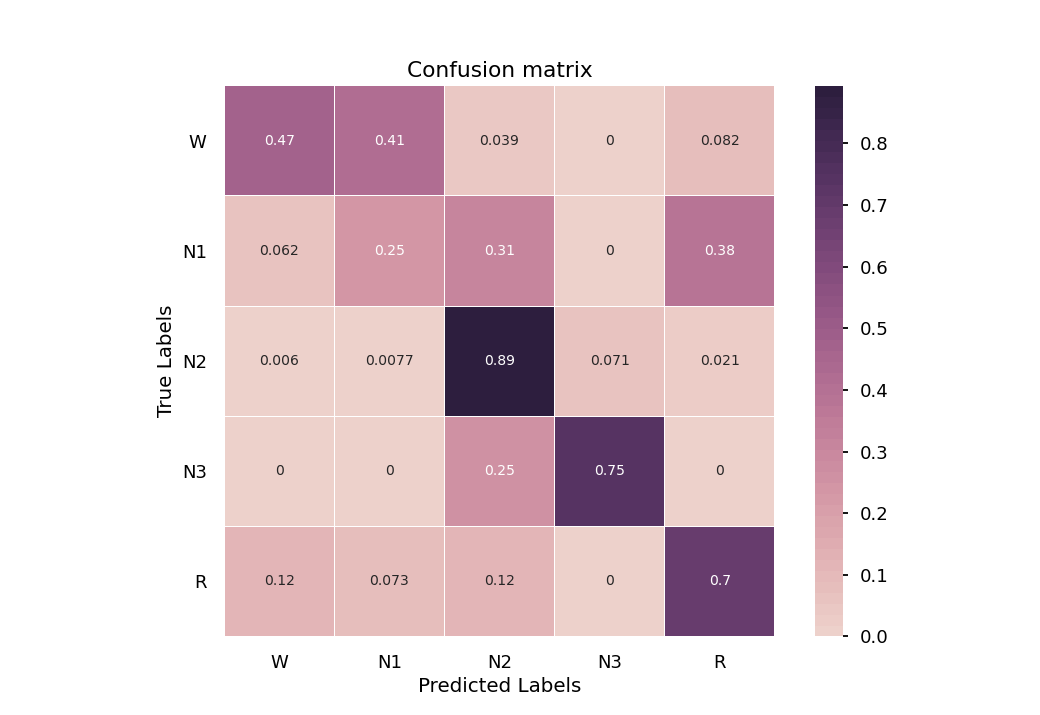 Confusion matrix
W 0.47 0.41 0.039 0 0.082
N1 0.062 0.25 0.31 0 0.38
N2 0.006 0.0077 0.89 0.071 0.021
N3 0 0 0.25 0.75 0
R 0.12 0.073 0.12 0 0.7
W N1 N2 N3 R
Predicted Labels
True Labels
0.8
0.7
0.6
0.5
0.4
0.3
0.2
0.1
0.0